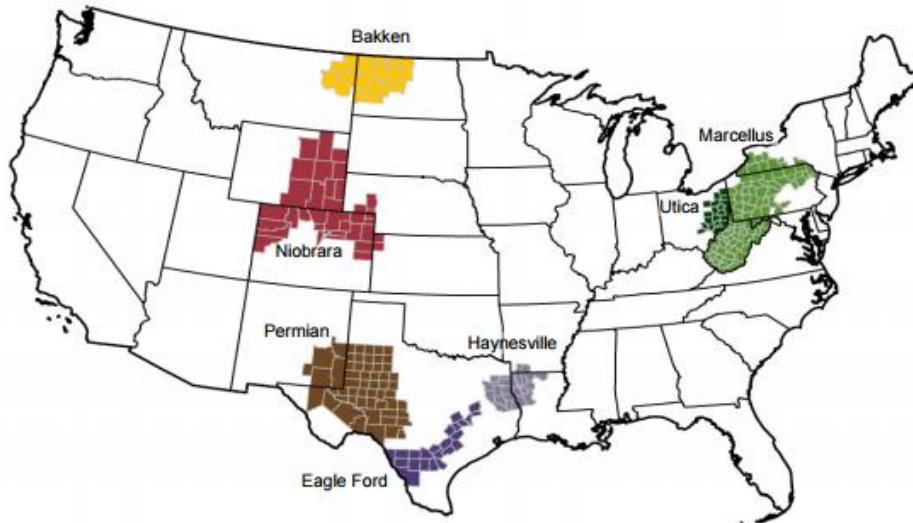 Bakken
Marcellus
Utica
Niobrara
Permian
Haynesville
Eagle Ford